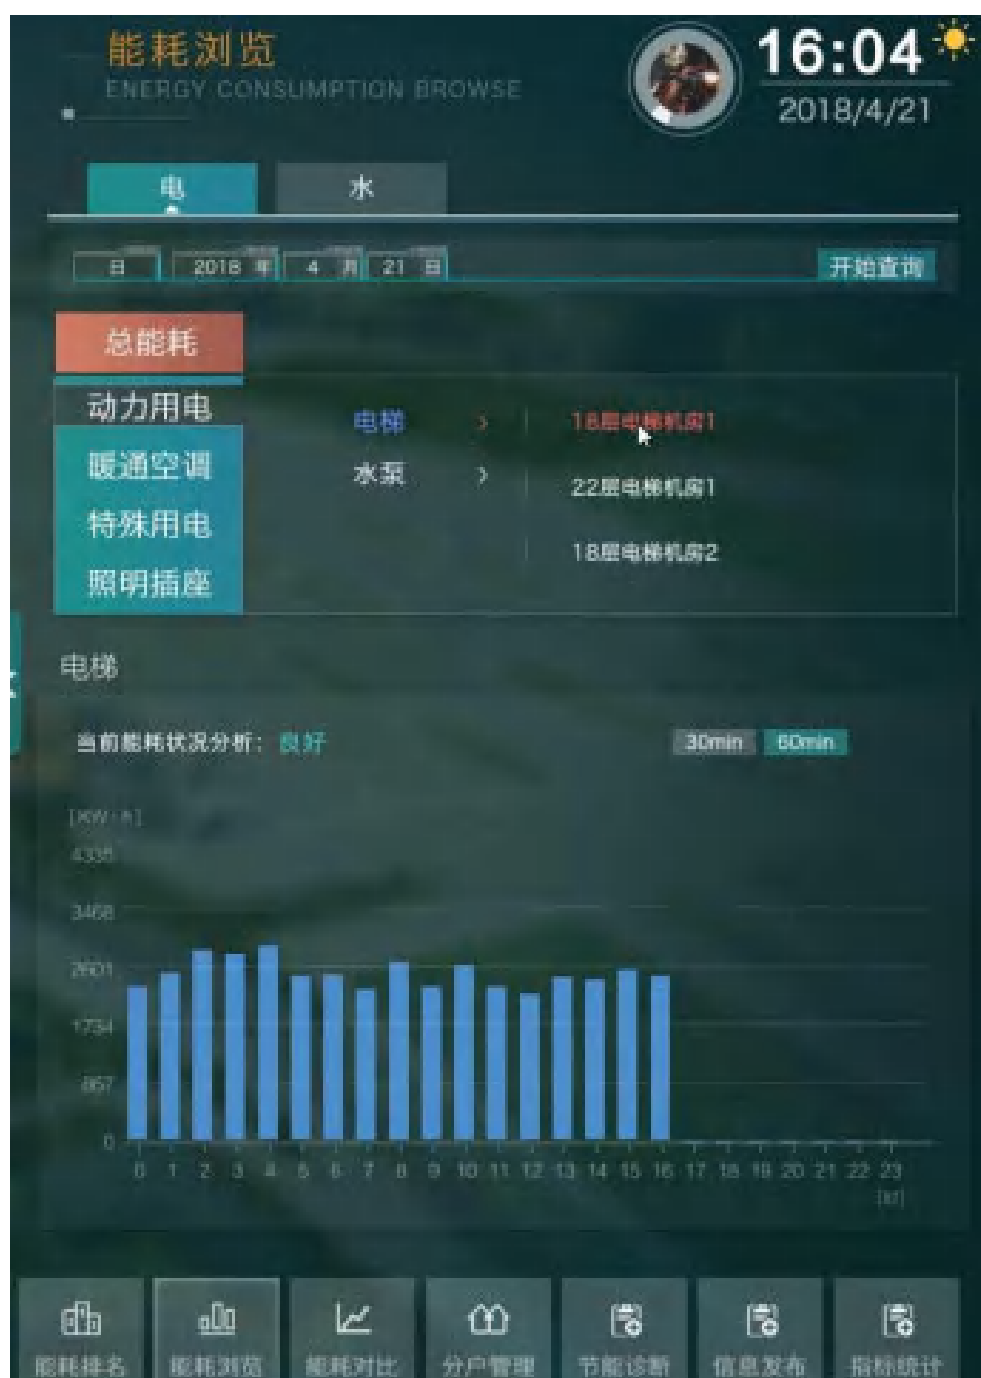 能耗浏览
ENERGY CONSUMPTION BROWSE
16:04
2018/4/21
电 水
日 2018 年 4 月 21 日 开始查询
总能耗
动力用电
暖通空调
特殊用电
照明插座
电梯 > 18层电梯机房1
水泵 > 22层电梯机房1
18层电梯机房2
电梯
当前能耗状况分析: 良好 30min 60min
[KW·h]
4335
3468
2601
1734
867
0
0 1 2 3 4 5 6 7 8 9 10 11 12 13 14 15 16 17 18 19 20 21 22 23
[时]
能耗排名 能耗浏览 能耗对比 分户管理 节能诊断 信息发布 指标统计